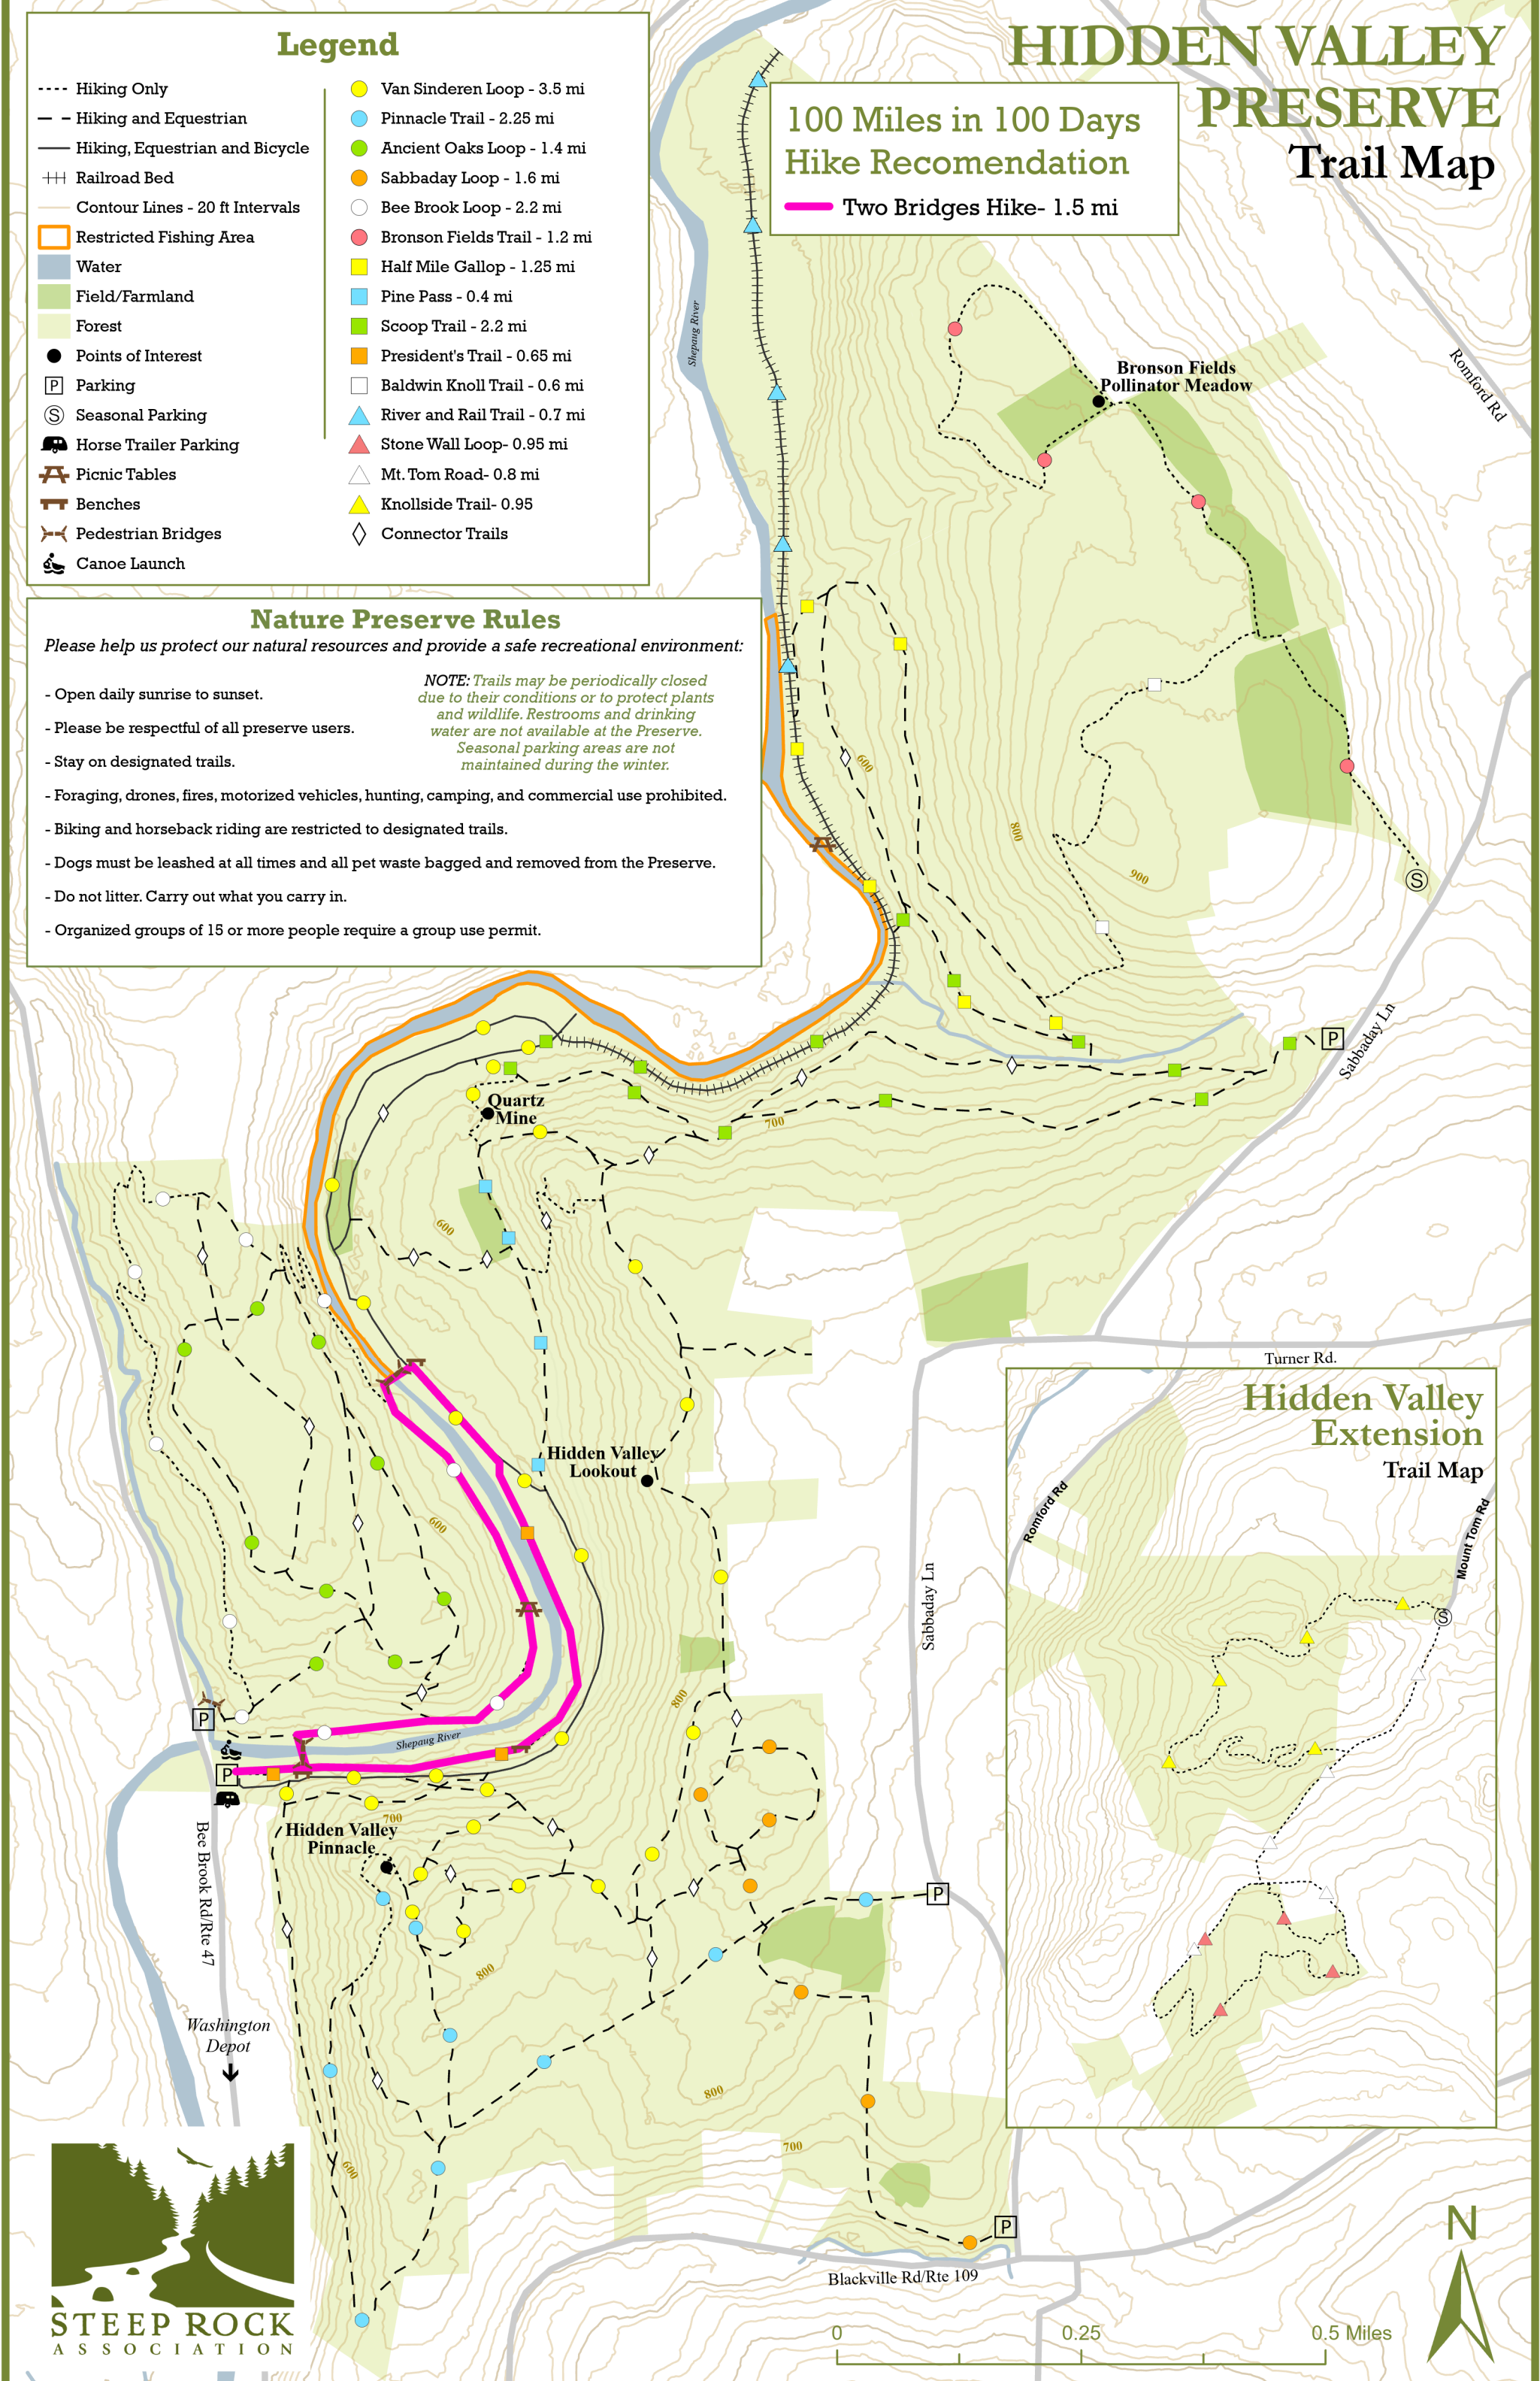 HIDDEN VALLEY
PRESERVE
Trail Map
100 Miles in 100 Days
Hike Recomendation
Two Bridges Hike- 1.5 mi
Legend
Hiking Only
Hiking and Equestrian
Hiking, Equestrian and Bicycle
Railroad Bed
Contour Lines - 20 ft Intervals
Restricted Fishing Area
Water
Field/Farmland
Forest
Points of Interest
P Parking
S Seasonal Parking
Horse Trailer Parking
Picnic Tables
Benches
Pedestrian Bridges
Canoe Launch
Van Sinderen Loop - 3.5 mi
Pinnacle Trail - 2.25 mi
Ancient Oaks Loop - 1.4 mi
Sabbaday Loop - 1.6 mi
Bee Brook Loop - 2.2 mi
Bronson Fields Trail - 1.2 mi
Half Mile Gallop - 1.25 mi
Pine Pass - 0.4 mi
Scoop Trail - 2.2 mi
President's Trail - 0.65 mi
Baldwin Knoll Trail - 0.6 mi
River and Rail Trail - 0.7 mi
Stone Wall Loop- 0.95 mi
Mt. Tom Road- 0.8 mi
Knollside Trail- 0.95
Connector Trails
Nature Preserve Rules
Please help us protect our natural resources and provide a safe recreational environment:
- Open daily sunrise to sunset.
- Please be respectful of all preserve users.
- Stay on designated trails.
- Foraging, drones, fires, motorized vehicles, hunting, camping, and commercial use prohibited.
- Biking and horseback riding are restricted to designated trails.
- Dogs must be leashed at all times and all pet waste bagged and removed from the Preserve.
- Do not litter. Carry out what you carry in.
- Organized groups of 15 or more people require a group use permit.
NOTE: Trails may be periodically closed
due to their conditions or to protect plants
and wildlife. Restrooms and drinking
water are not available at the Preserve.
Seasonal parking areas are not
maintained during the winter.
Shepaug River
Romford Rd
Bronson Fields
Pollinator Meadow
600
800
900
S
P
Sabbaday Ln
Quartz
Mine
700
600
Turner Rd.
Hidden Valley
Lookout
600
Sabbaday Ln
800
P
Shepaug River
P
700
Hidden Valley
Pinnacle
Bee Brook Rd/Rte 47
P
800
Washington
Depot
800
700
600
P
Blackville Rd/Rte 109
Hidden Valley
Extension
Trail Map
Romford Rd
Mount Tom Rd
S
STEEP ROCK
ASSOCIATION
0
0.25
0.5 Miles
N